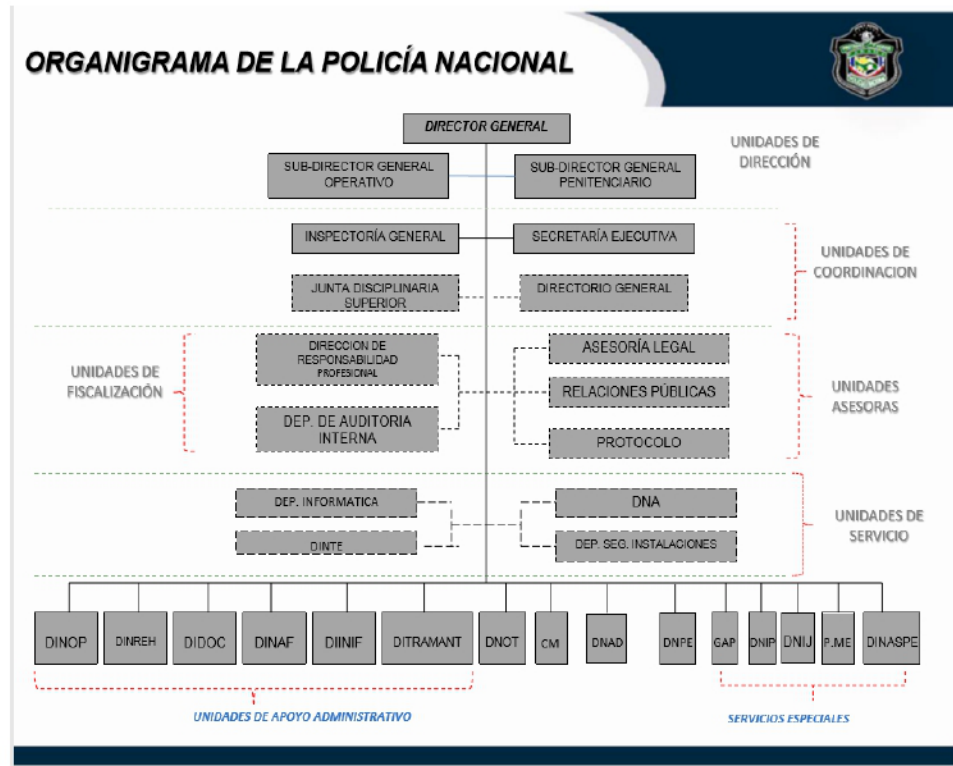 ORGANIGRAMA DE LA POLICÍA NACIONAL
DIRECTOR GENERAL
UNIDADES DE
DIRECCIÓN
SUB-DIRECTOR GENERAL
OPERATIVO
SUB-DIRECTOR GENERAL
PENITENCIARIO
INSPECTORÍA GENERAL
SECRETARÍA EJECUTIVA
UNIDADES DE
COORDINACION
JUNTA DISCIPLINARIA
SUPERIOR
DIRECTORIO GENERAL
UNIDADES DE
FISCALIZACIÓN
DIRECCION DE
RESPONSABILIDAD
PROFESIONAL
ASESORÍA LEGAL
RELACIONES PÚBLICAS
UNIDADES
ASESORAS
DEP. DE AUDITORIA
INTERNA
PROTOCOLO
DEP. INFORMATICA
DNA
UNIDADES DE
SERVICIO
DINTE
DEP. SEG. INSTALACIONES
DINOP
DINREH
DIDOC
DINAF
DIINIF
DITRAMANT
DNOT
CM
DNAD
DNPE
GAP
DNIP
DNIJ
P.ME
DINASPE
UNIDADES DE APOYO ADMINISTRATIVO
SERVICIOS ESPECIALES